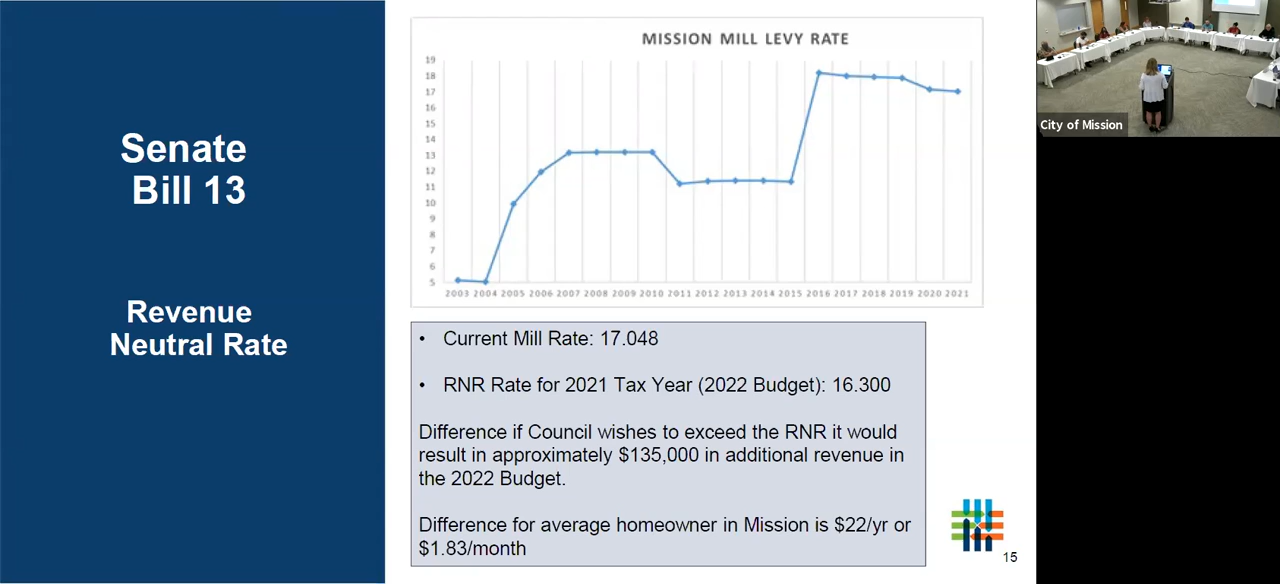 Senate
Bill 13
Revenue
Neutral Rate
MISSION MILL LEVY RATE
19
18
17
16
15
14
13
12
11
10
9
8
7
6
5
2003 2004 2005 2006 2007 2008 2009 2010 2011 2012 2013 2014 2015 2016 2017 2018 2019 2020 2021
• Current Mill Rate: 17.048
• RNR Rate for 2021 Tax Year (2022 Budget): 16.300
Difference if Council wishes to exceed the RNR it would
result in approximately $135,000 in additional revenue in
the 2022 Budget.
Difference for average homeowner in Mission is $22/yr or
$1.83/month
15
City of Mission